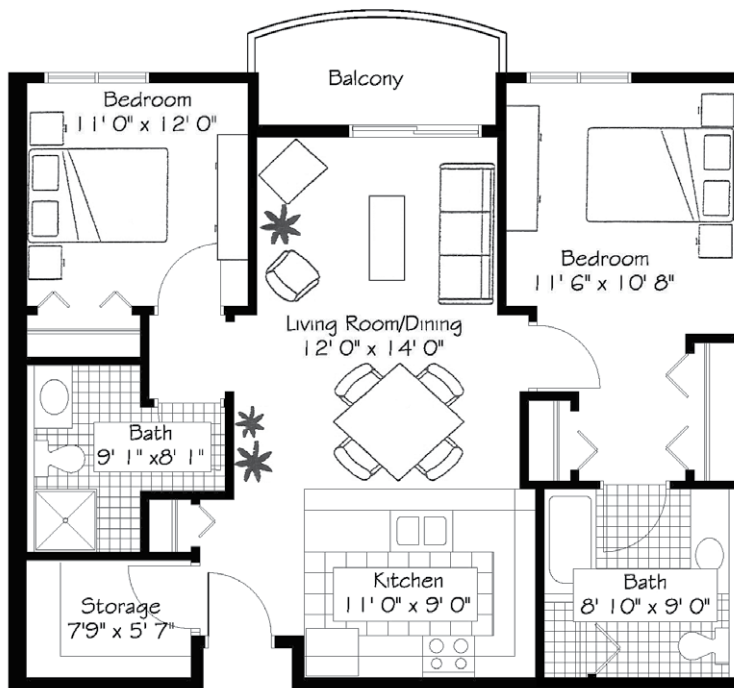 Balcony
Bedroom
11' 0" x 12' 0"
Bedroom
11' 6" x 10' 8"
Living Room/Dining
12' 0" x 14' 0"
Bath
9' 1" x8' 1"
Kitchen
11' 0" x 9' 0"
Bath
8' 10" x 9' 0"
Storage
7'9" x 5' 7"